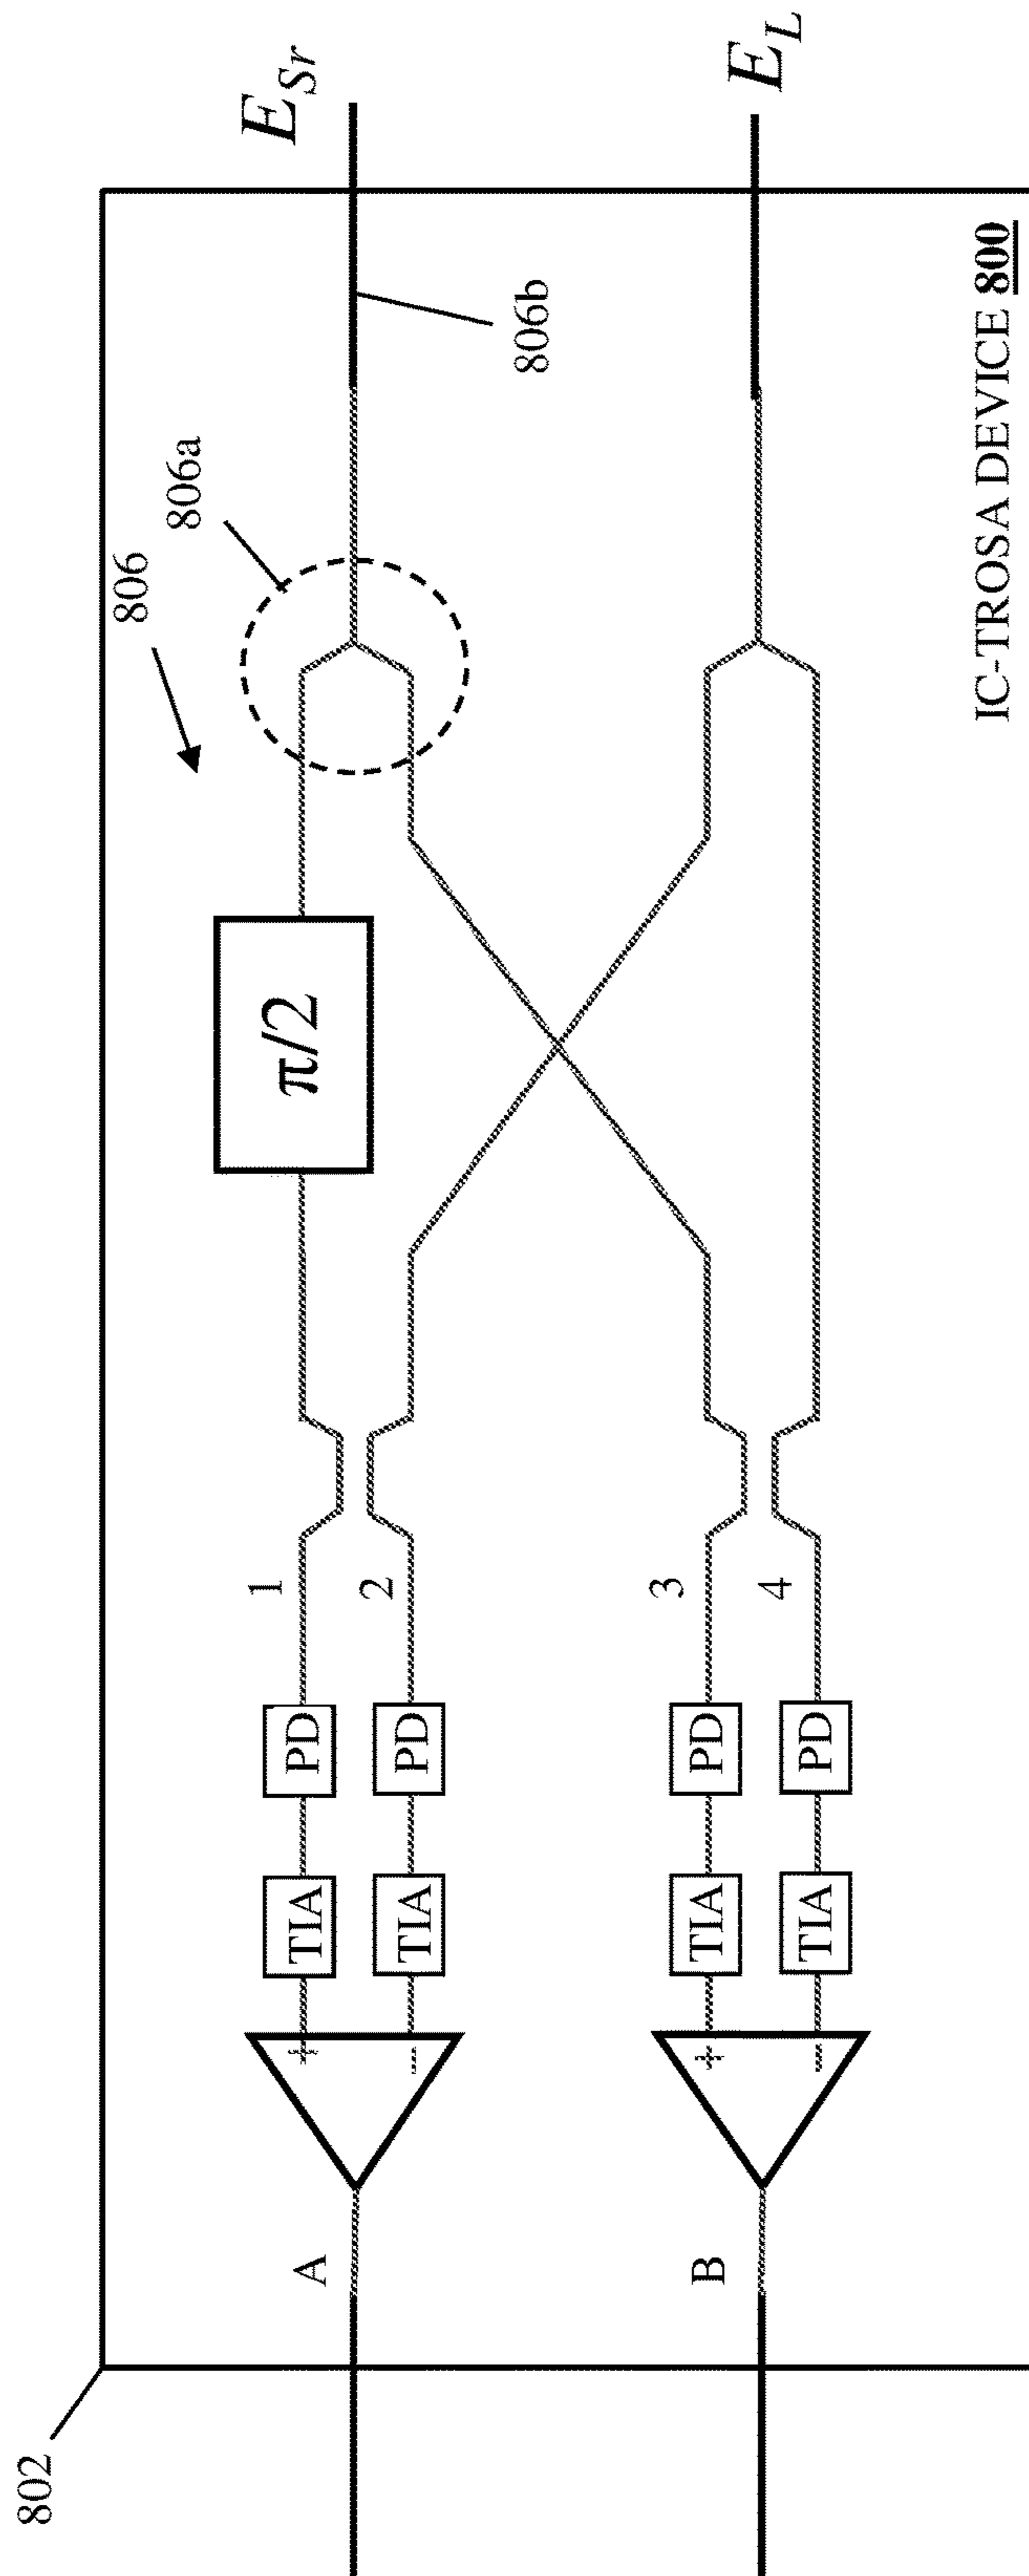 802
A
B
+
−
+
−
TIA
TIA
TIA
TIA
PD
PD
PD
PD
1
2
3
4
π/2
806
806a
806b
E_Sr
E_L
IC-TROSA DEVICE 800